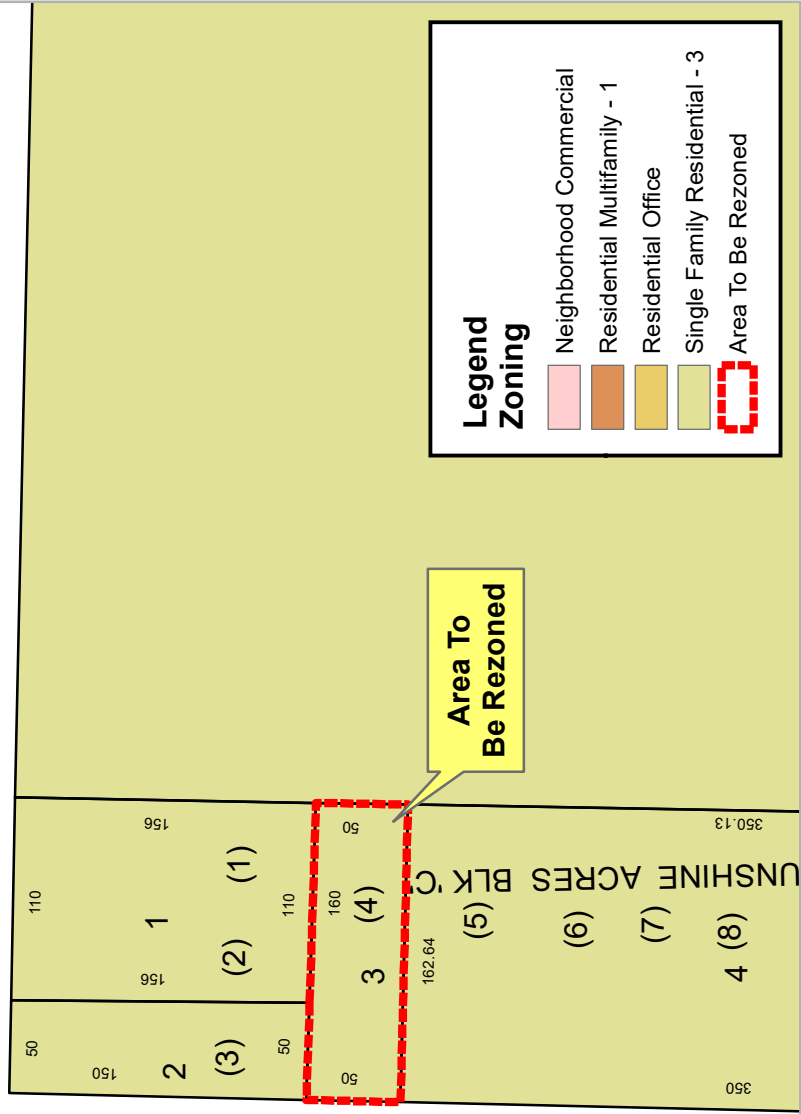 Legend
Zoning
Neighborhood Commercial
Residential Multifamily - 1
Residential Office
Single Family Residential - 3
Area To Be Rezoned
Area To
Be Rezoned
110
156
1
156
(1)
(2)
110
50
150
2
(3)
50
160
50
(4)
3
50
162.64
UNSHINE ACRES BLK 'C'
(5)
(6)
(7)
(8)
4
350.13
350